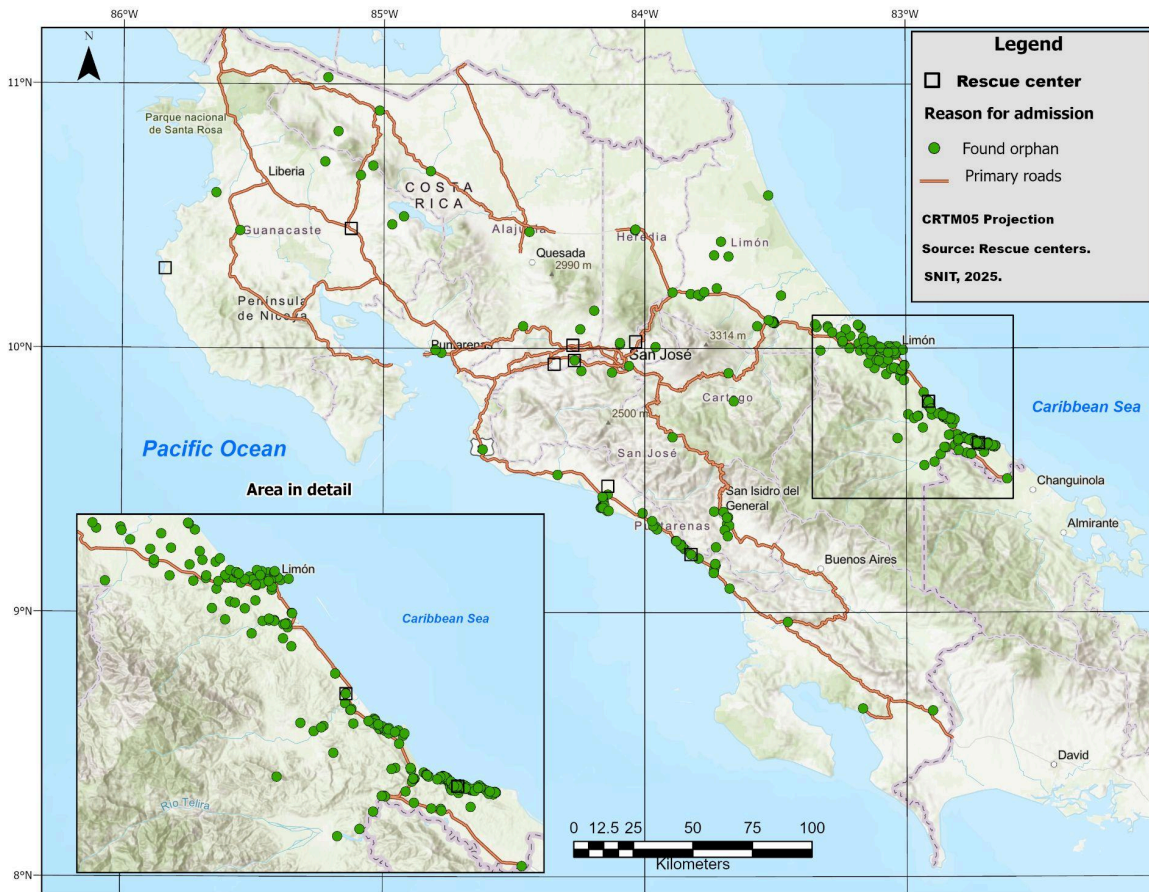 86°W
85°W
84°W
83°W
N
11°N
10°N
9°N
8°N
Legend
Rescue center
Reason for admission
Found orphan
Primary roads
CRTM05 Projection
Source: Rescue centers.
SNIT, 2025.
Parque nacional
de Santa Rosa
Liberia
COSTA
RICA
Guanacaste
Alajuela
Heredia
Limón
Quesada
2990 m
Península
de Nicoya
Puntarenas
San José
3314 m
Limón
Cartago
2500 m
Caribbean Sea
Pacific Ocean
San José
Area in detail
San Isidro del
General
Changuinola
Puntarenas
Almirante
Buenos Aires
Limón
Caribbean Sea
David
Río Telira
0 12.5 25 50 75 100
Kilometers